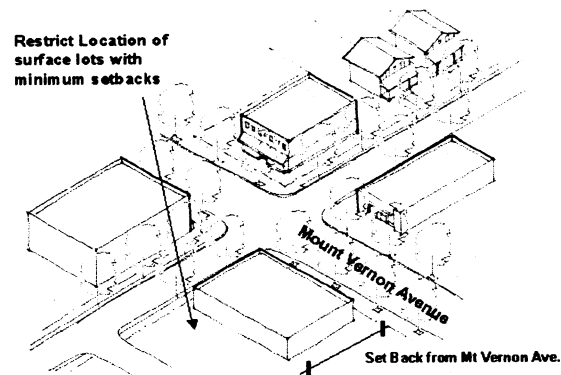 Restrict Location of
surface lots with
minimum setbacks
Mount Vernon Avenue
Set Back from Mt Vernon Ave.